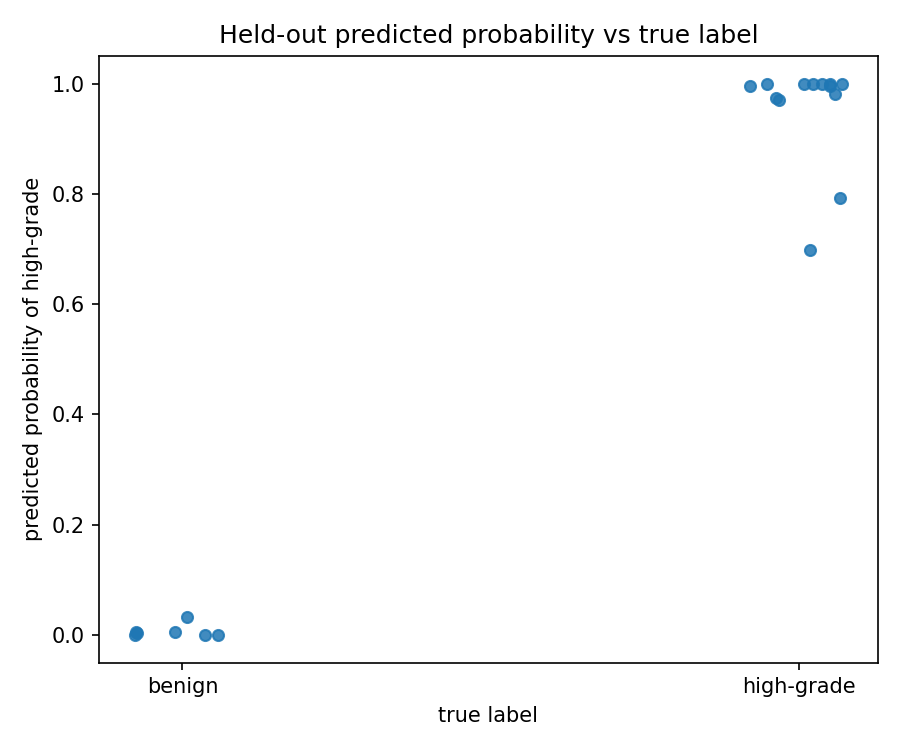 Held-out predicted probability vs true label
predicted probability of high-grade
1.0
0.8
0.6
0.4
0.2
0.0
benign
high-grade
true label